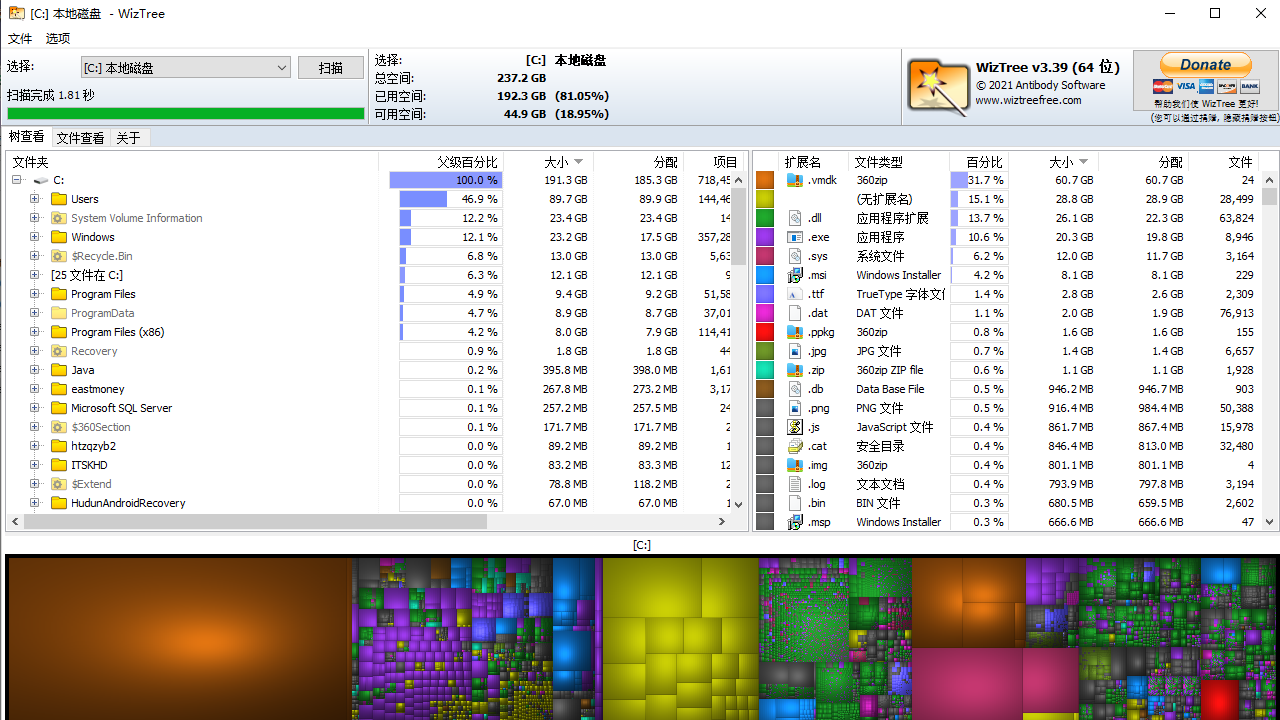 [C:] 本地磁盘 - WizTree
文件 选项
选择: [C:] 本地磁盘 扫描
扫描完成 1.81 秒
选择: [C:] 本地磁盘
总空间: 237.2 GB
已用空间: 192.3 GB (81.05%)
可用空间: 44.9 GB (18.95%)
WizTree v3.39 (64 位)
© 2021 Antibody Software
www.wiztreefree.com
Donate
MasterCard VISA BANK
帮助我们使 WizTree 更好!
(您可以通过捐赠, 隐藏捐赠按钮)
树查看 文件查看 关于
文件夹 父级百分比 大小 分配 项目
C: 100.0 % 191.3 GB 185.3 GB 718,45
Users 46.9 % 89.7 GB 89.9 GB 144,46
System Volume Information 12.2 % 23.4 GB 23.4 GB 14
Windows 12.1 % 23.2 GB 17.5 GB 357,28
$Recycle.Bin 6.8 % 13.0 GB 13.0 GB 5,63
[25 文件在 C:] 6.3 % 12.1 GB 12.1 GB
Program Files 4.9 % 9.4 GB 9.2 GB 51,58
ProgramData 4.7 % 8.9 GB 8.7 GB 37,01
Program Files (x86) 4.2 % 8.0 GB 7.9 GB 114,41
Recovery 0.9 % 1.8 GB 1.8 GB 44
Java 0.2 % 395.8 MB 398.0 MB 1,61
eastmoney 0.1 % 267.8 MB 273.2 MB 3,17
Microsoft SQL Server 0.1 % 257.2 MB 257.5 MB 24
$360Section 0.1 % 171.7 MB 171.7 MB 2
htzqzyb2 0.0 % 89.2 MB 89.2 MB 1
ITSKHD 0.0 % 83.2 MB 83.3 MB 12
$Extend 0.0 % 78.8 MB 118.2 MB 2
HudunAndroidRecovery 0.0 % 67.0 MB 67.0 MB 1
扩展名 文件类型 百分比 大小 分配 文件
.vmdk 360zip 31.7 % 60.7 GB 60.7 GB 24
(无扩展名) 15.1 % 28.8 GB 28.9 GB 28,499
.dll 应用程序扩展 13.7 % 26.1 GB 22.3 GB 63,824
.exe 应用程序 10.6 % 20.3 GB 19.8 GB 8,946
.sys 系统文件 6.2 % 12.0 GB 11.7 GB 3,164
.msi Windows Installer 4.2 % 8.1 GB 8.1 GB 229
.ttf TrueType 字体文件 1.4 % 2.8 GB 2.6 GB 2,309
.dat DAT 文件 1.1 % 2.0 GB 1.9 GB 76,913
.ppkg 360zip 0.8 % 1.6 GB 1.6 GB 155
.jpg JPG 文件 0.7 % 1.4 GB 1.4 GB 6,657
.zip 360zip ZIP file 0.6 % 1.1 GB 1.1 GB 1,928
.db Data Base File 0.5 % 946.2 MB 946.7 MB 903
.png PNG 文件 0.5 % 916.4 MB 984.4 MB 50,388
.js JavaScript 文件 0.4 % 861.7 MB 867.4 MB 15,978
.cat 安全目录 0.4 % 846.4 MB 813.0 MB 32,480
.img 360zip 0.4 % 801.1 MB 801.1 MB 4
.log 文本文档 0.4 % 793.9 MB 797.8 MB 3,194
.bin BIN 文件 0.3 % 680.5 MB 659.5 MB 2,602
.msp Windows Installer 0.3 % 666.6 MB 666.6 MB 47
[C:]